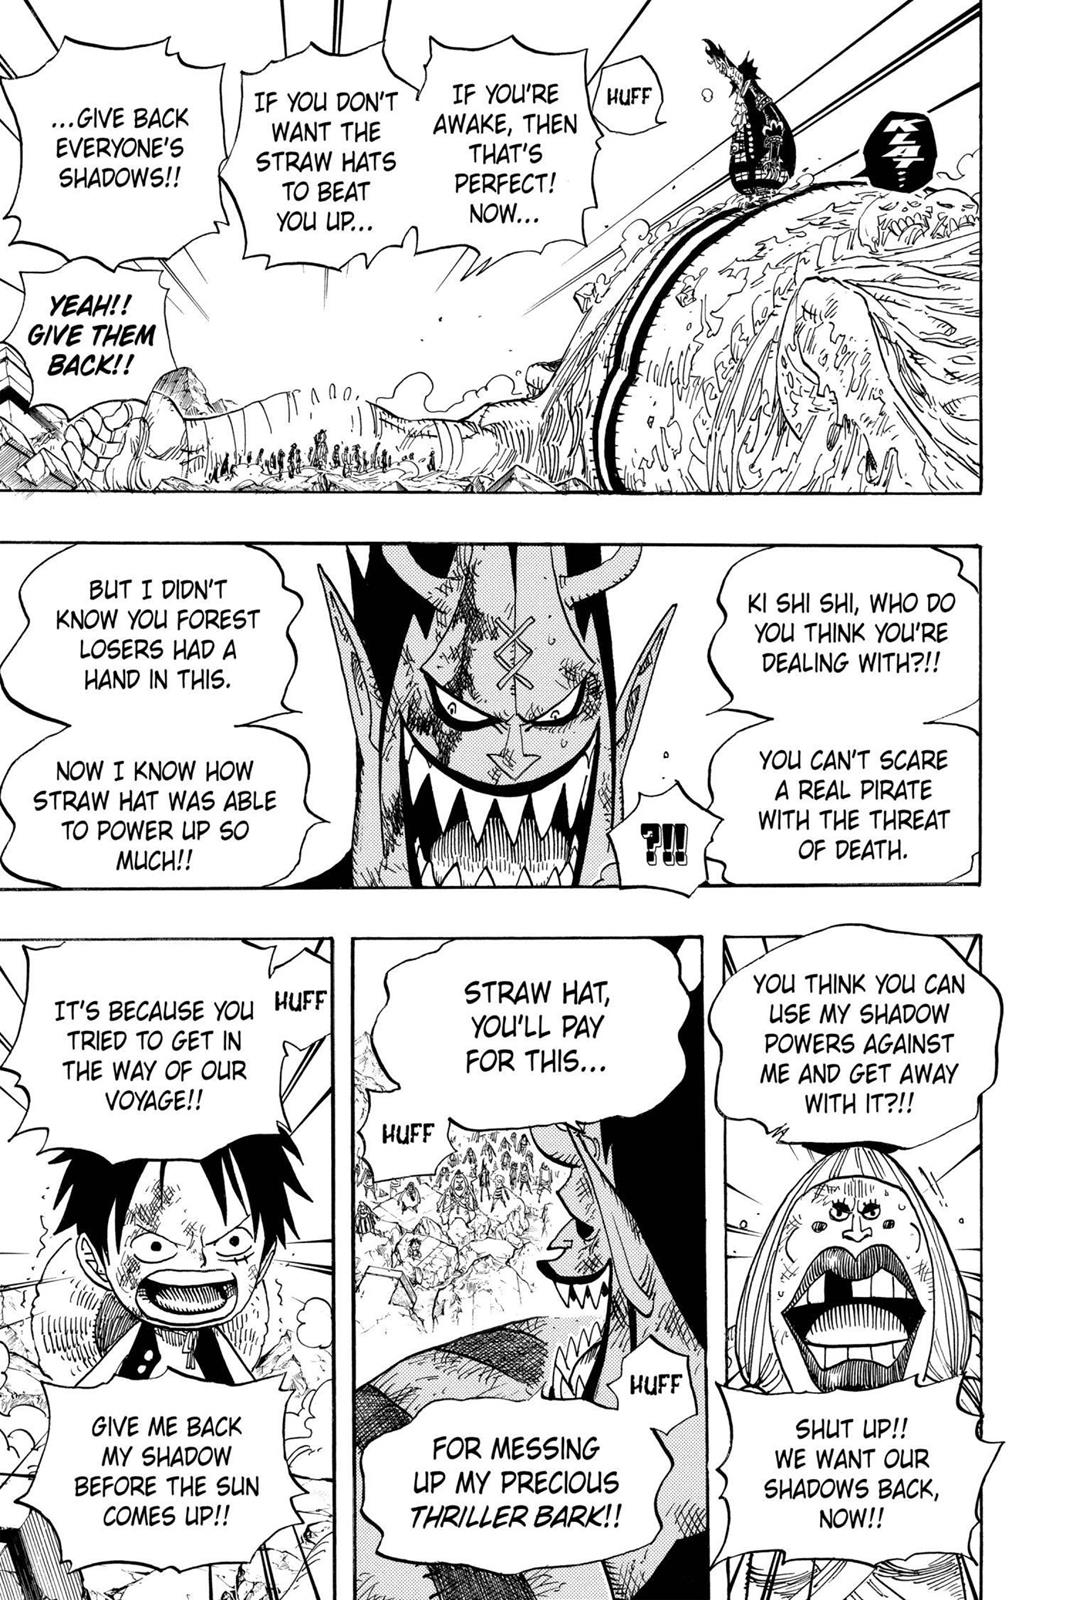 HUFF
IF YOU'RE
AWAKE, THEN
THAT'S
PERFECT!
NOW...
IF YOU DON'T
WANT THE
STRAW HATS
TO BEAT
YOU UP...
...GIVE BACK
EVERYONE'S
SHADOWS!!
YEAH!!
GIVE THEM
BACK!!
KLAT...
KI SHI SHI, WHO DO
YOU THINK YOU'RE
DEALING WITH?!!
YOU CAN'T SCARE
A REAL PIRATE
WITH THE THREAT
OF DEATH.
?!!
BUT I DIDN'T
KNOW YOU FOREST
LOSERS HAD A
HAND IN THIS.
NOW I KNOW HOW
STRAW HAT WAS ABLE
TO POWER UP SO
MUCH!!
YOU THINK YOU CAN
USE MY SHADOW
POWERS AGAINST
ME AND GET AWAY
WITH IT?!!
SHUT UP!!
WE WANT OUR
SHADOWS BACK,
NOW!!
STRAW HAT,
YOU'LL PAY
FOR THIS...
HUFF
HUFF
FOR MESSING
UP MY PRECIOUS
THRILLER BARK!!
HUFF
IT'S BECAUSE YOU
TRIED TO GET IN
THE WAY OF OUR
VOYAGE!!
GIVE ME BACK
MY SHADOW
BEFORE THE SUN
COMES UP!!